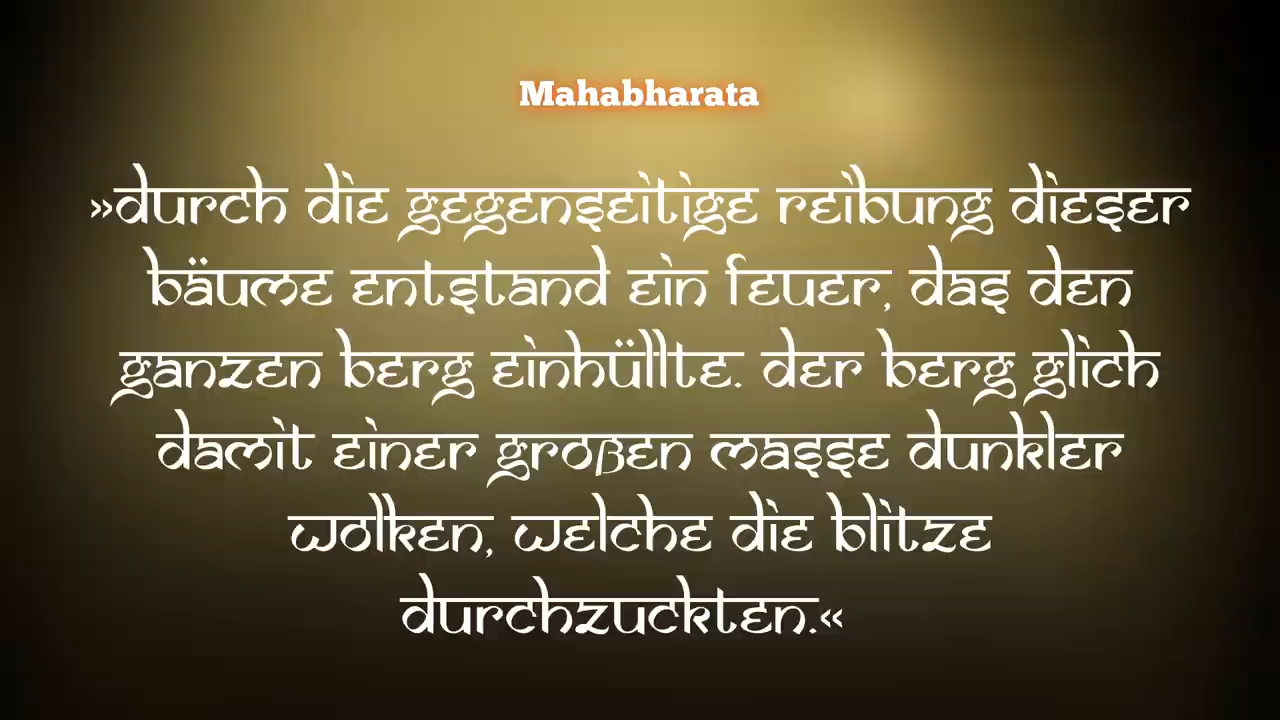 Mahabharata
»durch die gegenseitige reibung dieser
bäume entstand ein feuer, das den
ganzen berg einhüllte. der berg glich
damit einer großen masse dunkler
wolken, welche die blitze
durchzuckten.«